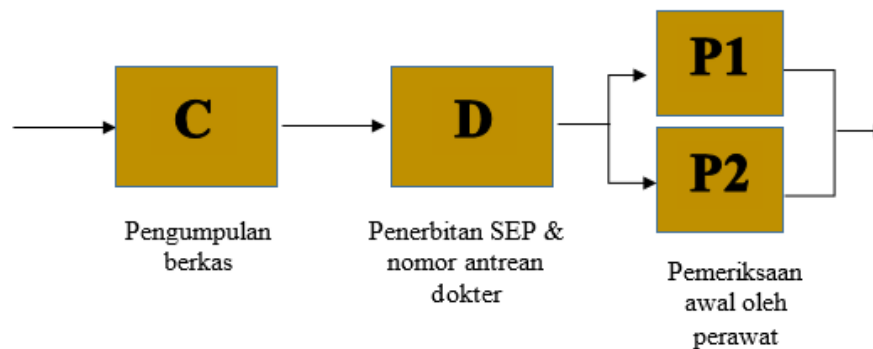 C
Pengumpulan
berkas
D
Penerbitan SEP &
nomor antrean
dokter
P1
P2
Pemeriksaan
awal oleh
perawat